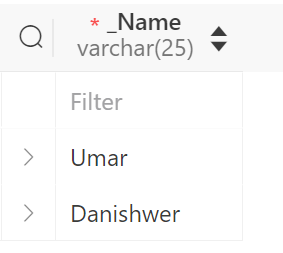 * _Name
varchar(25)
Filter
Umar
Danishwer